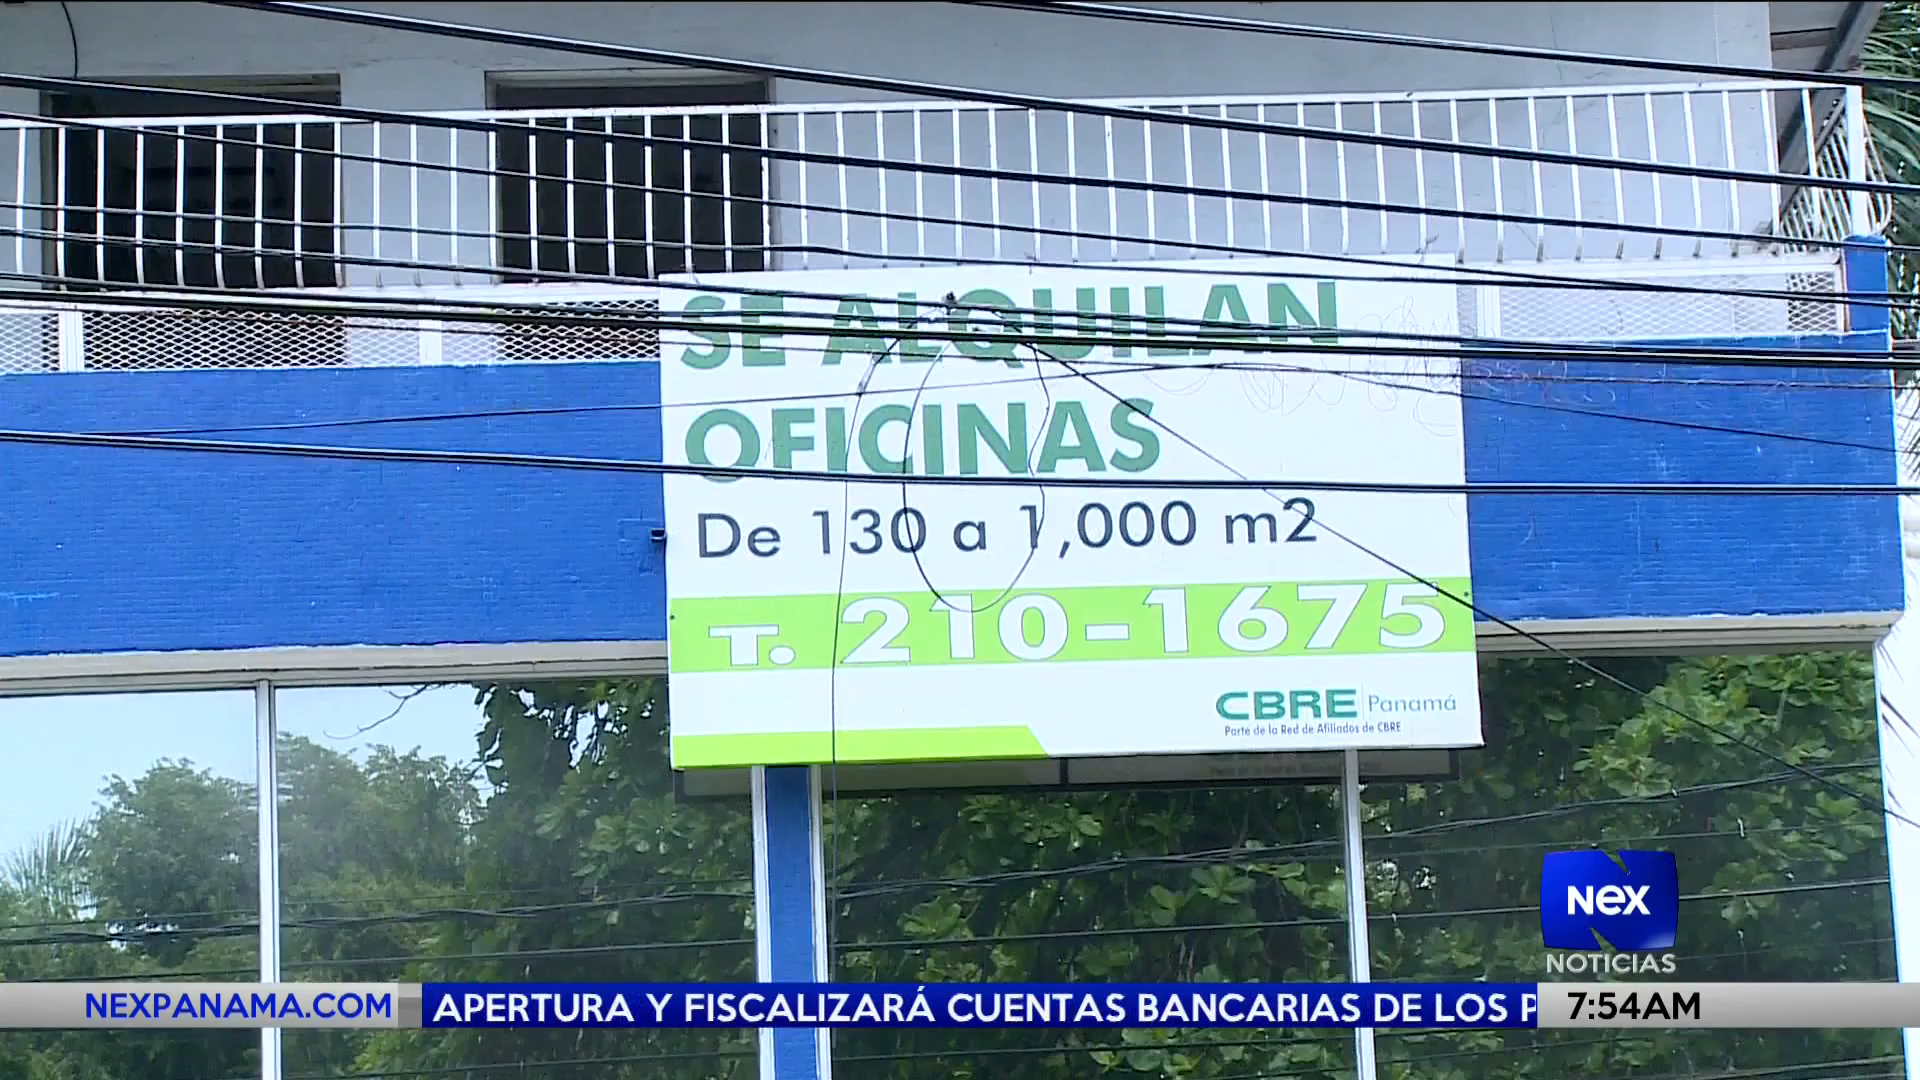 SE ALQUILAN
OFICINAS
De 130 a 1,000 m2
T. 210-1675
CBRE Panamá
Parte de la Red de Afiliados de CBRE
NEX
NOTICIAS
NEXPANAMA.COM APERTURA Y FISCALIZARÁ CUENTAS BANCARIAS DE LOS P 7:54AM